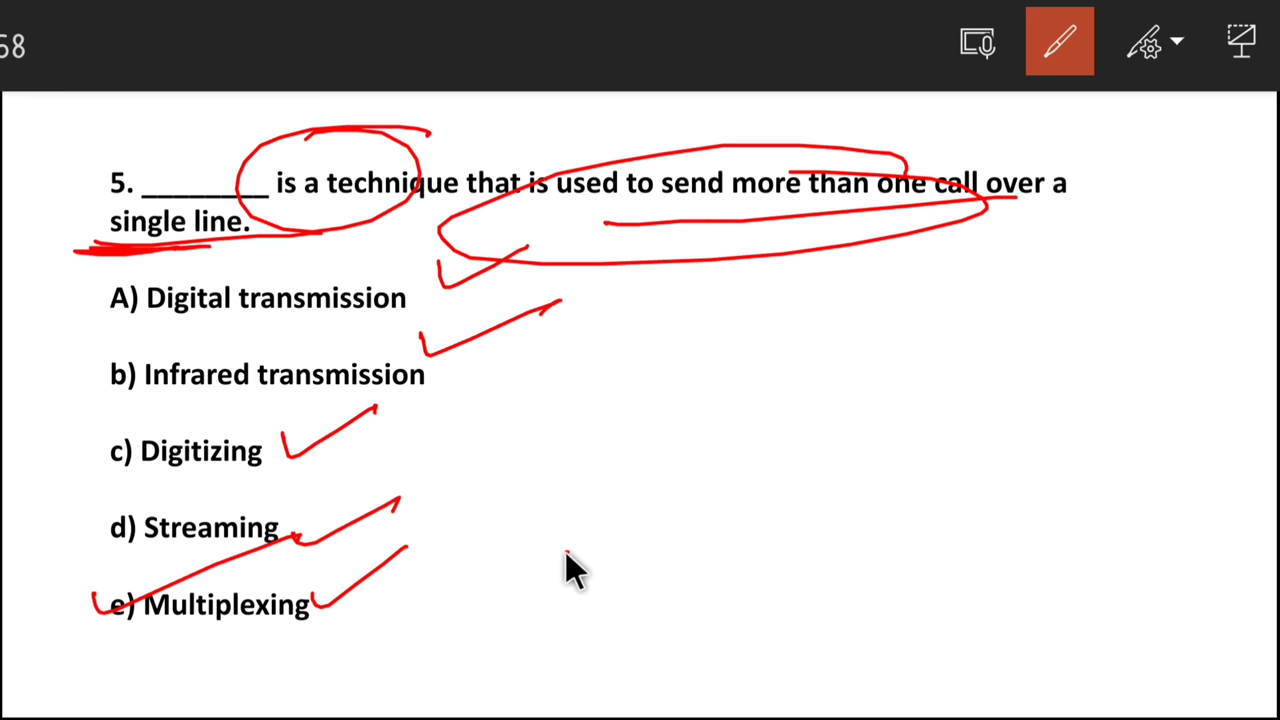 58
5. _________ is a technique that is used to send more than one call over a
single line.
A) Digital transmission
b) Infrared transmission
c) Digitizing
d) Streaming
e) Multiplexing